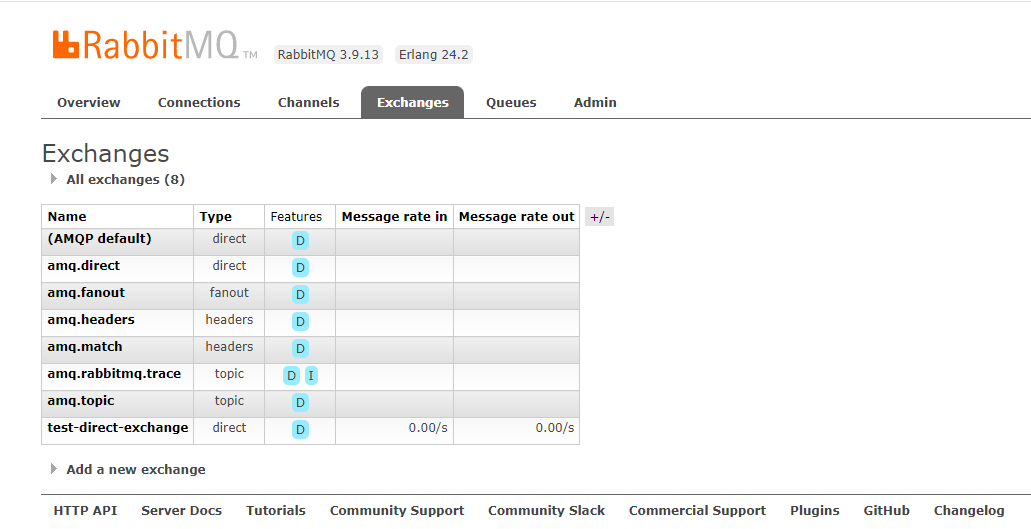 RabbitMQ TM RabbitMQ 3.9.13 Erlang 24.2
Overview Connections Channels Exchanges Queues Admin
Exchanges
All exchanges (8)
Name Type Features Message rate in Message rate out +/-
(AMQP default) direct D
amq.direct direct D
amq.fanout fanout D
amq.headers headers D
amq.match headers D
amq.rabbitmq.trace topic D I
amq.topic topic D
test-direct-exchange direct D 0.00/s 0.00/s
Add a new exchange
HTTP API Server Docs Tutorials Community Support Community Slack Commercial Support Plugins GitHub Changelog